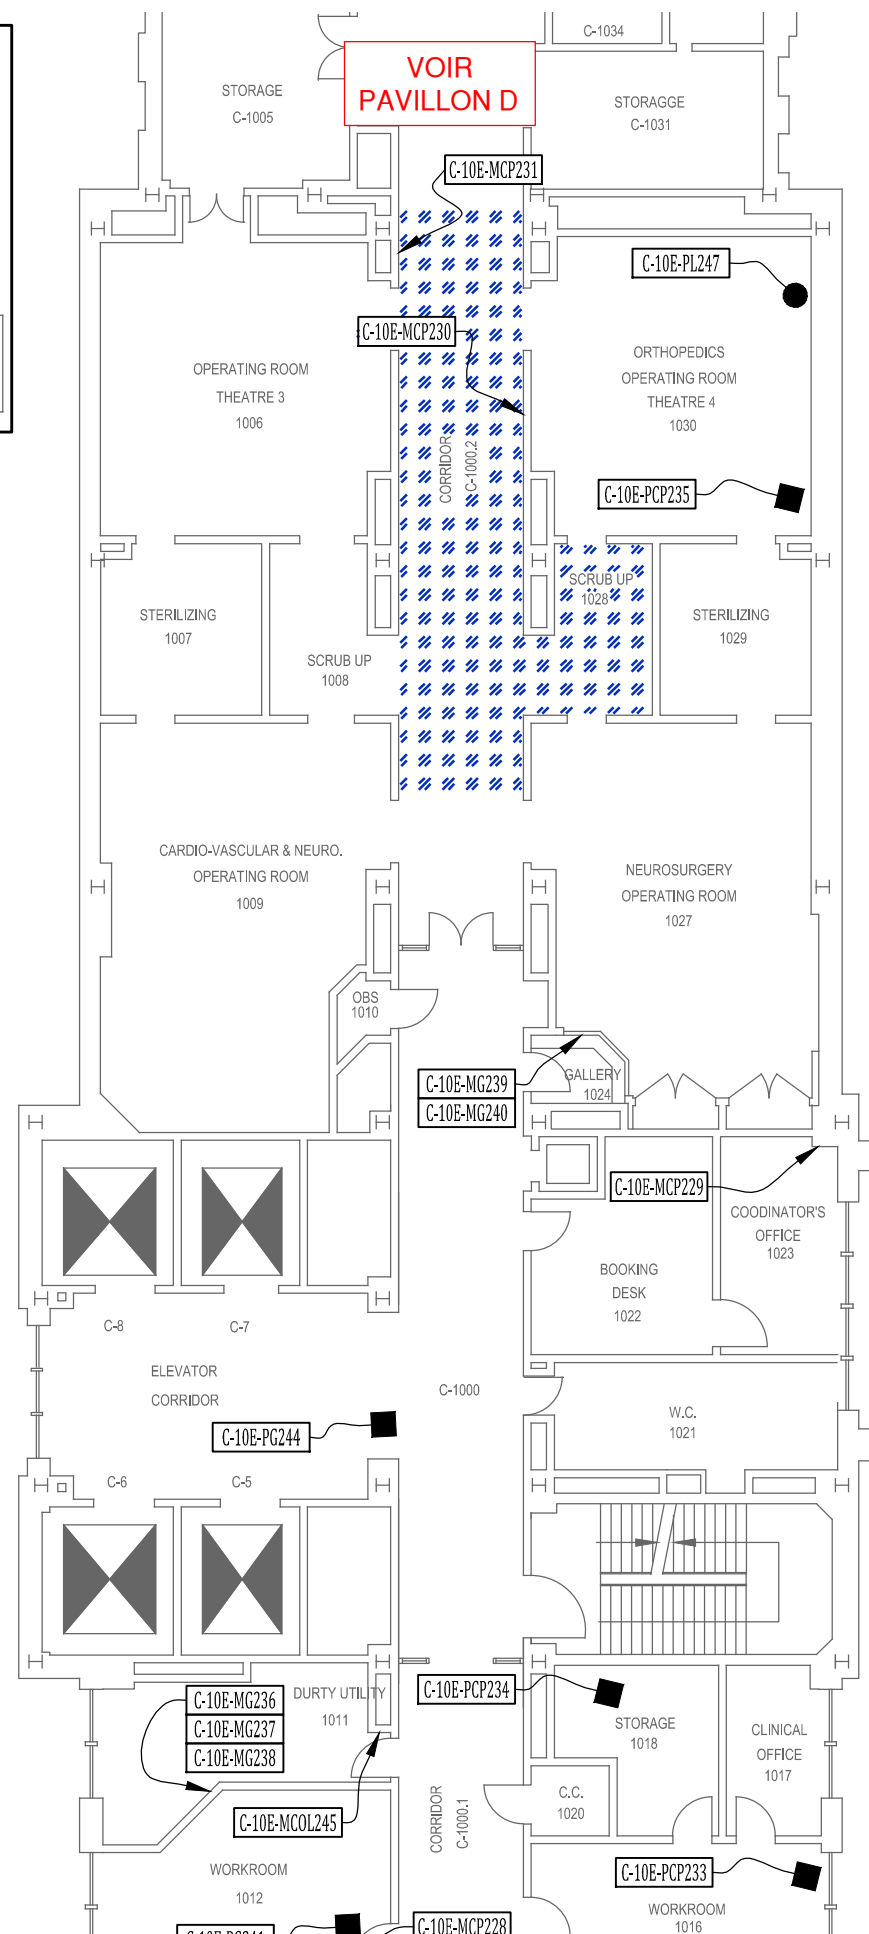 C-1034
VOIR
PAVILLON D
STORAGE
C-1005
STORAGGE
C-1031
C-10E-MCP231
C-10E-PL247
C-10E-MCP230
OPERATING ROOM
THEATRE 3
1006
ORTHOPEDICS
OPERATING ROOM
THEATRE 4
1030
CORRIDOR
C-1000.2
C-10E-PCP235
SCRUB UP
1028
STERILIZING
1007
STERILIZING
1029
SCRUB UP
1008
CARDIO-VASCULAR & NEURO.
OPERATING ROOM
1009
NEUROSURGERY
OPERATING ROOM
1027
OBS
1010
C-10E-MG239
C-10E-MG240
GALLERY
1024
C-10E-MCP229
COODINATOR'S
OFFICE
1023
BOOKING
DESK
1022
C-8
C-7
ELEVATOR
CORRIDOR
C-1000
W.C.
1021
C-10E-PG244
C-6
C-5
C-10E-MG236
C-10E-MG237
C-10E-MG238
DURTY UTILITY
1011
C-10E-PCP234
STORAGE
1018
CLINICAL
OFFICE
1017
C.C.
1020
C-10E-MCOL245
CORRIDOR
C-1000.1
WORKROOM
1012
C-10E-PCP233
WORKROOM
1016
C-10E-MCP228